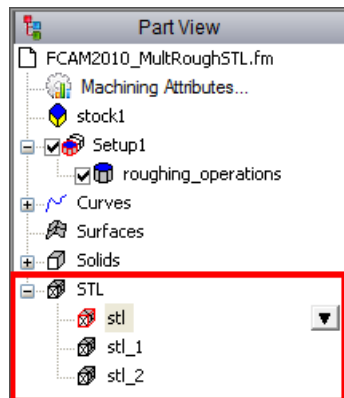 Part View
FCAM2010_MultRoughSTL.fm
Machining Attributes...
stock1
Setup1
roughing_operations
Curves
Surfaces
Solids
STL
stl
stl_1
stl_2